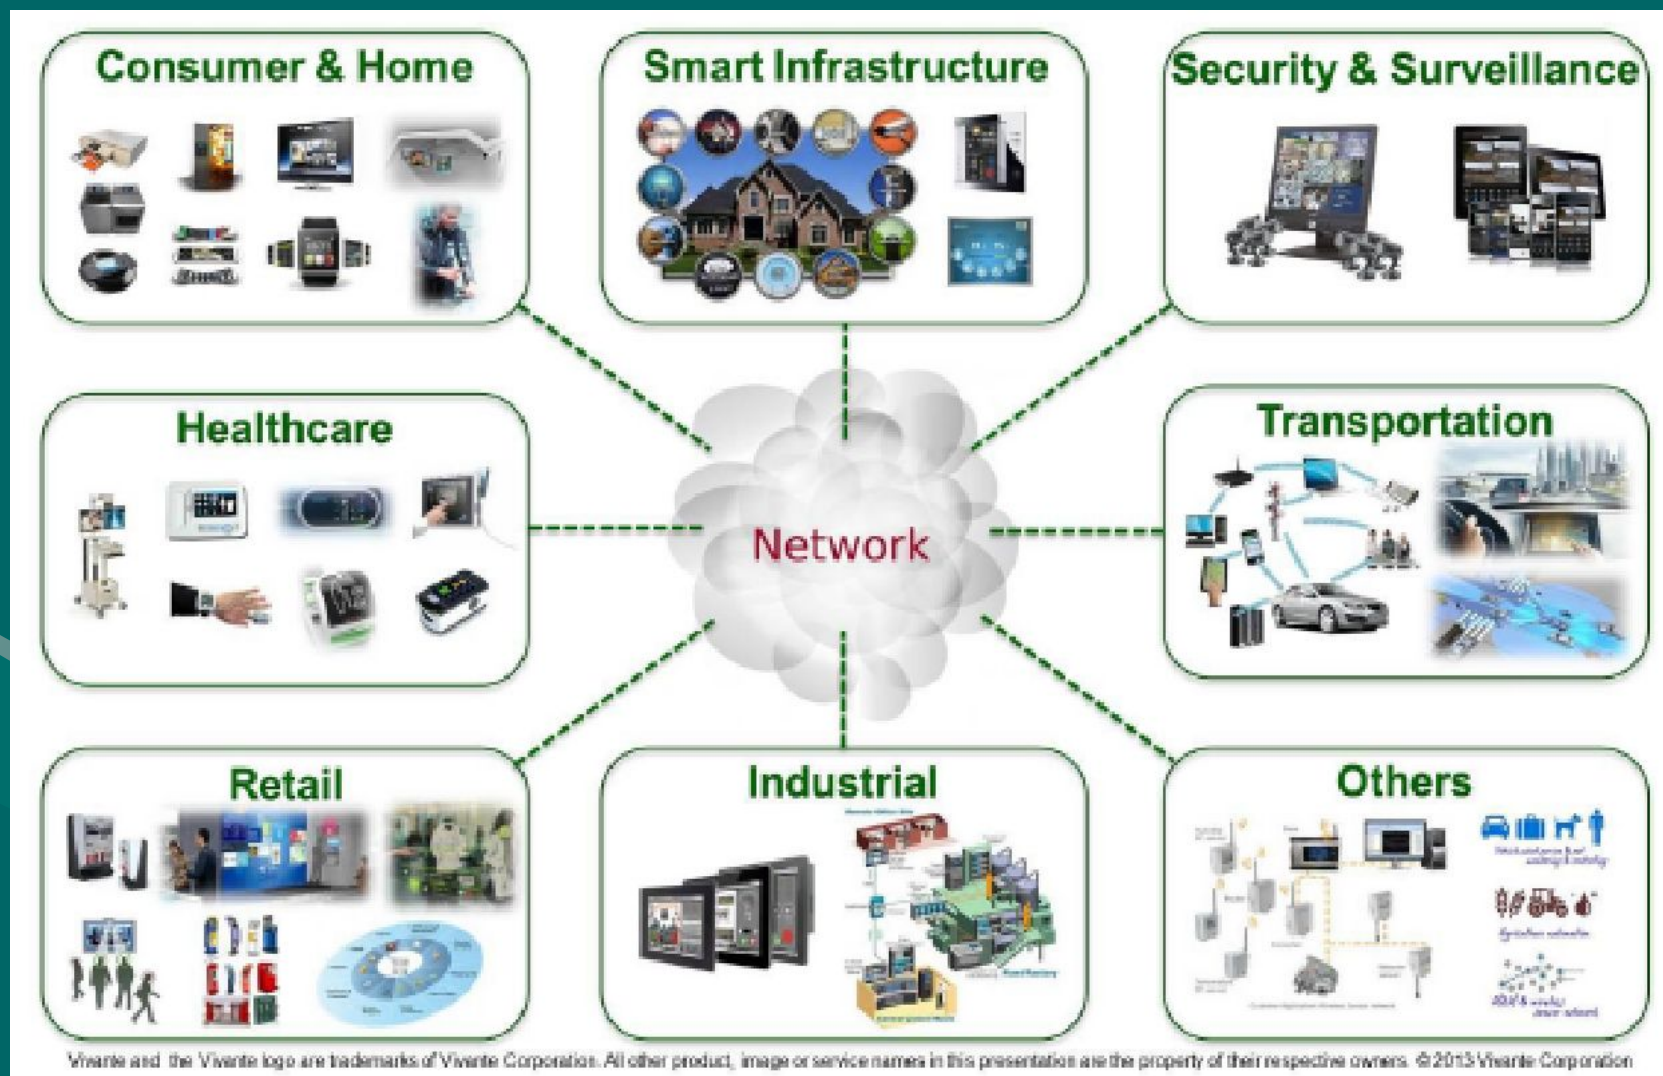 Consumer & Home
Smart Infrastructure
Security & Surveillance
Healthcare
Network
Transportation
Retail
Industrial
Others
Vivante and the Vivante logo are trademarks of Vivante Corporation. All other product, image or service names in this presentation are the property of their respective owners. © 2013 Vivante Corporation